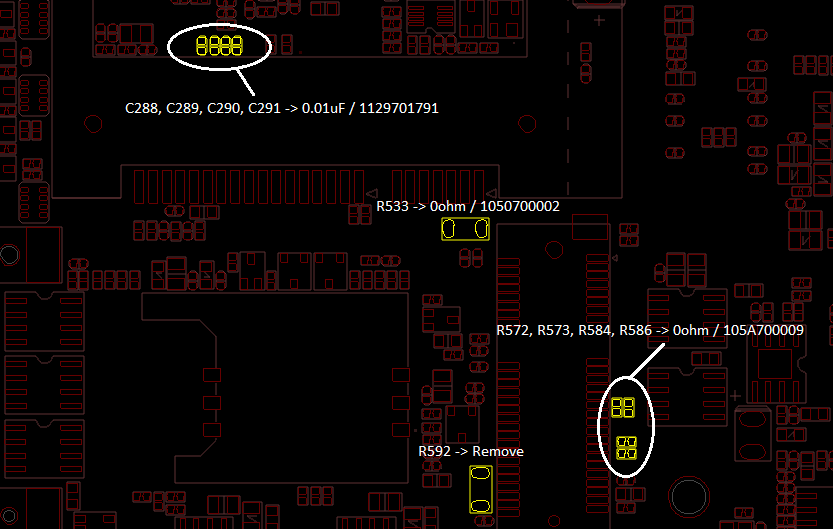 C288, C289, C290, C291 -> 0.01uF / 1129701791
R533 -> 0ohm / 1050700002
R572, R573, R584, R586 -> 0ohm / 105A700009
R592 -> Remove